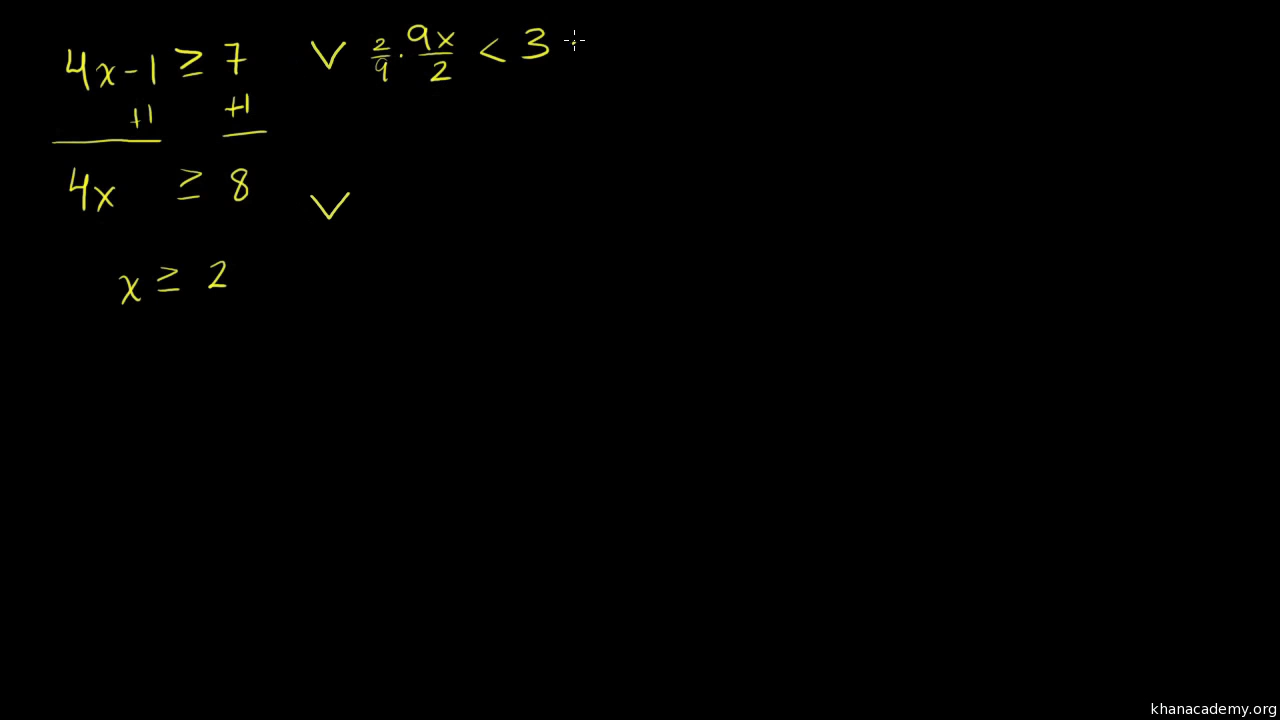 4x-1 ≥ 7 ∨ 2/9 · 9x/2 < 3 ·
+1 +1
4x ≥ 8 ∨
x ≥ 2
khanacademy.org